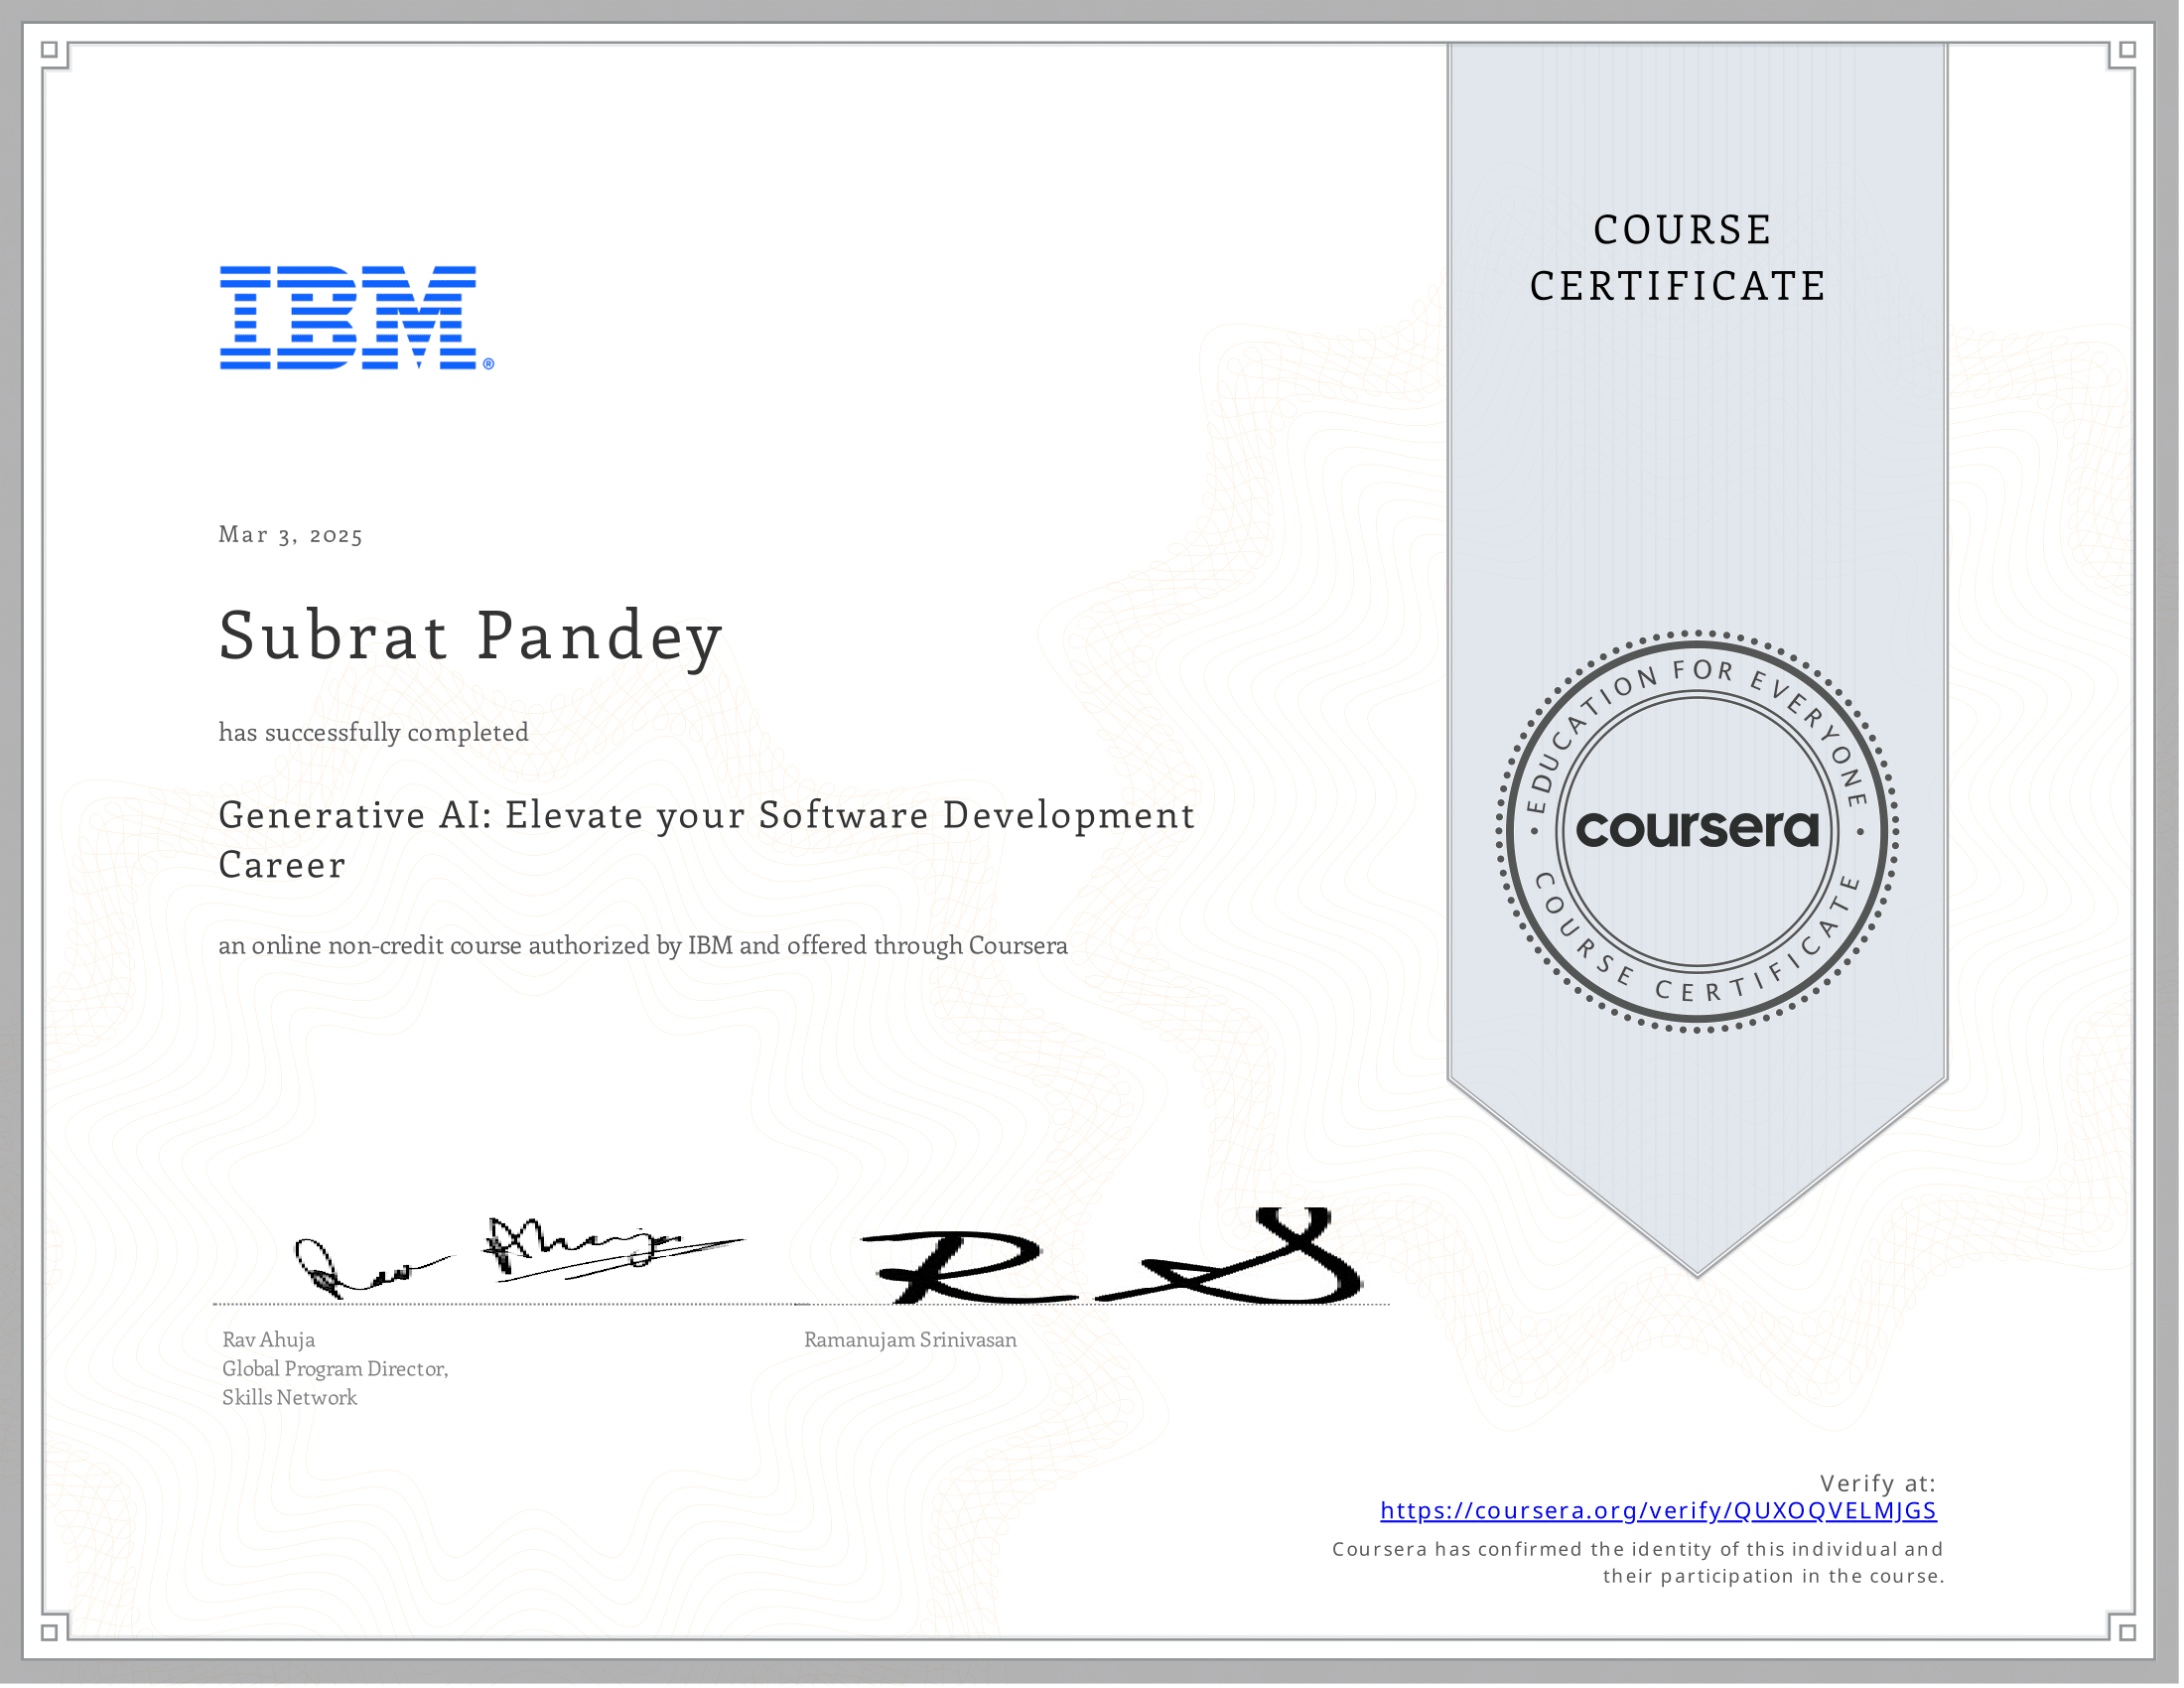 IBM®
COURSE
CERTIFICATE
Mar 3, 2025
Subrat Pandey
has successfully completed
Generative AI: Elevate your Software Development
Career
an online non-credit course authorized by IBM and offered through Coursera
EDUCATION FOR EVERYONE
coursera
COURSE CERTIFICATE
Rav Ahuja
Global Program Director,
Skills Network
Ramanujam Srinivasan
Verify at:
https://coursera.org/verify/QUXOQVELMJGS
Coursera has confirmed the identity of this individual and
their participation in the course.